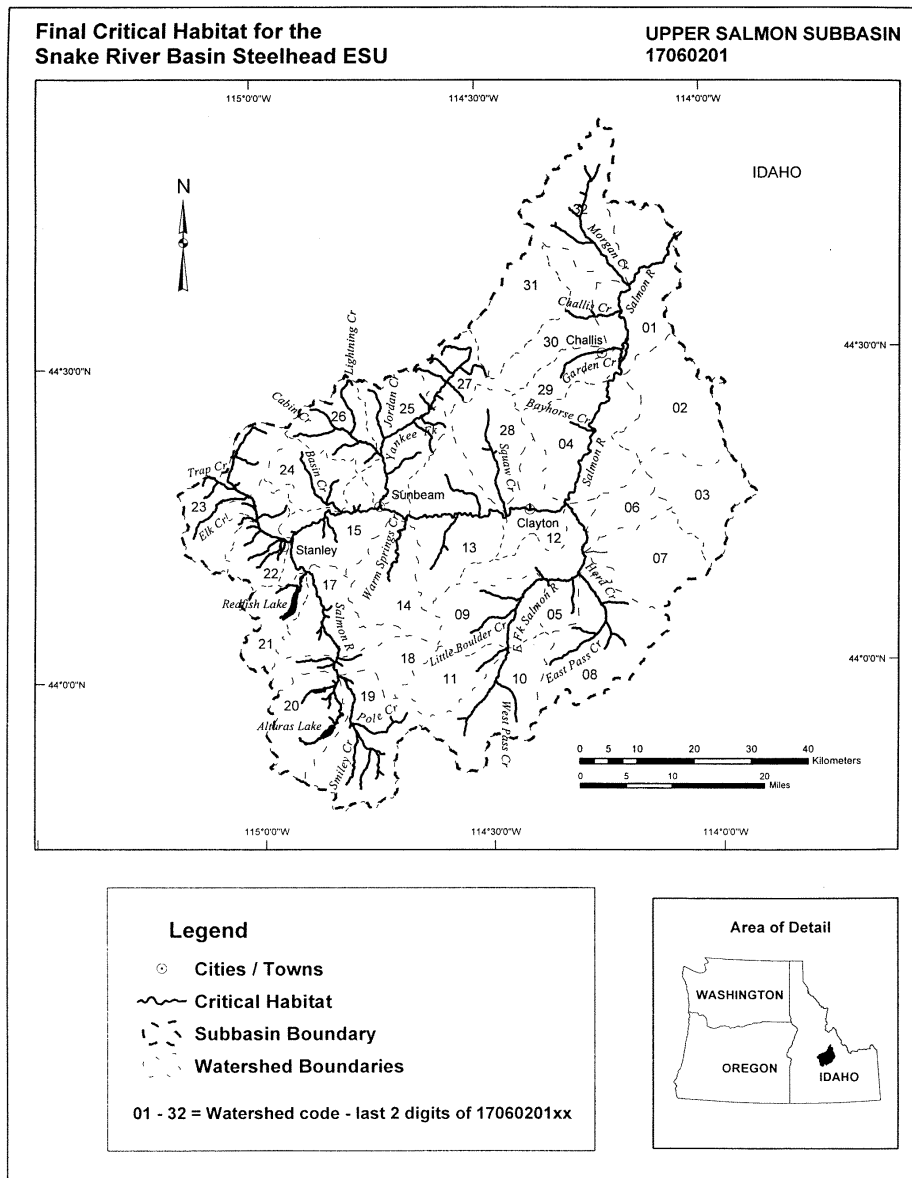 Final Critical Habitat for the
Snake River Basin Steelhead ESU
UPPER SALMON SUBBASIN
17060201
115°0'0"W
114°30'0"W
114°0'0"W
IDAHO
N
32
Morgan Cr
Salmon R
31
Challis Cr
01
44°30'0"N
44°30'0"N
30
Challis
Garden Cr
Lightning Cr
27
29
02
Jordan Cr
25
Cabin Cr
26
Bayhorse Cr
28
Yankee Fk
04
Squaw Cr
Salmon R
Trap Cr
24
Basin Cr
03
23
Sunbeam
06
Elk Cr
15
Clayton
12
Stanley
13
Warm Springs Cr
07
22
17
Herd Cr
Redfish Lake
14
09
E Fk Salmon R
05
Salmon R
Little Boulder Cr
21
18
East Pass Cr
44°0'0"N
44°0'0"N
11
10
08
20
19
Pole Cr
Alturas Lake
West Pass Cr
Smiley Cr
0 5 10 20 30 40
Kilometers
0 5 10 20
Miles
115°0'0"W
114°30'0"W
114°0'0"W
Legend
Cities / Towns
Critical Habitat
Subbasin Boundary
Watershed Boundaries
01 - 32 = Watershed code - last 2 digits of 17060201xx
Area of Detail
WASHINGTON
OREGON
IDAHO